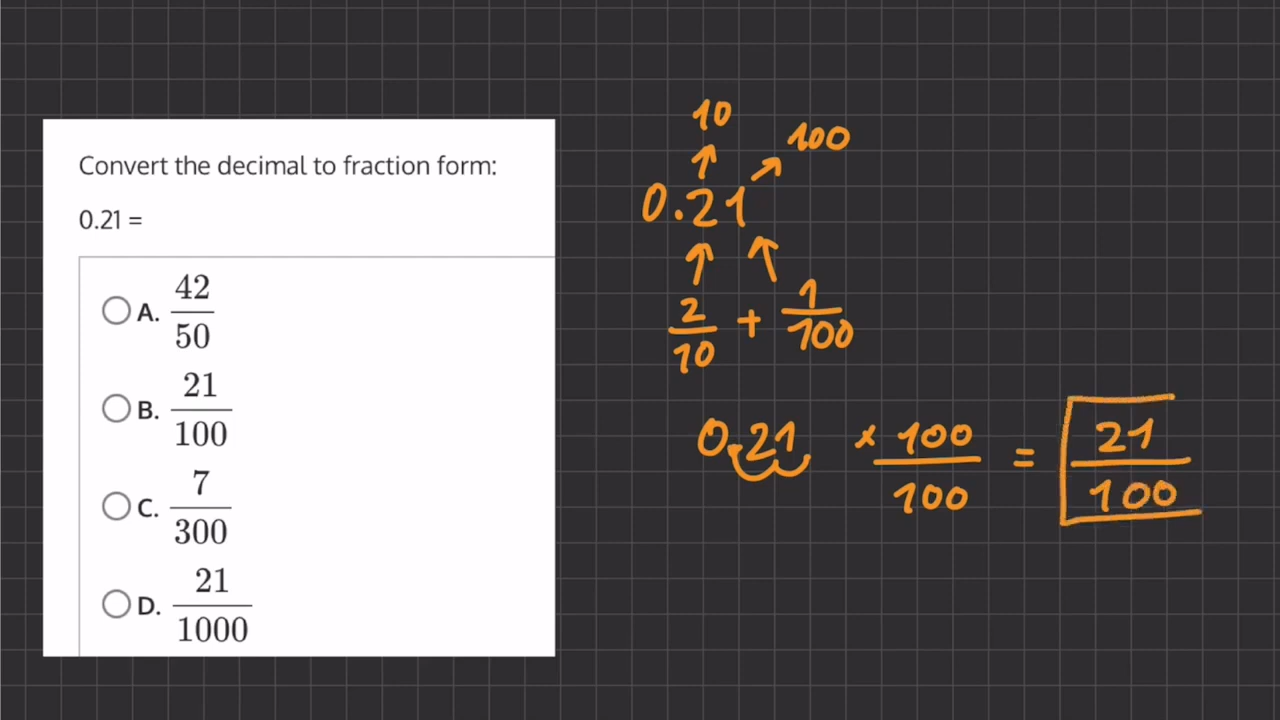 Convert the decimal to fraction form:
0.21 =
A. 42/50
B. 21/100
C. 7/300
D. 21/1000
10
100
0.21
2/10 + 1/100
0.21 × 100/100 = 21/100